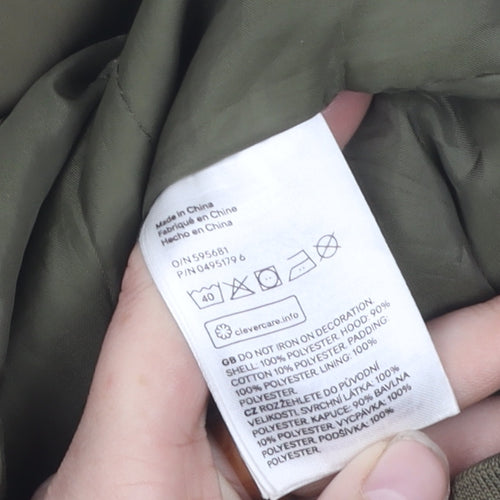 Made in China
Fabriqué en Chine
Hecho en China
O/N 595681
P/N 0495179 6
40
clevercare.info
GB DO NOT IRON ON DECORATION.
SHELL: 100% POLYESTER. HOOD: 90%
COTTON 10% POLYESTER. PADDING:
100% POLYESTER. LINING: 100%
POLYESTER.
CZ ROZŽEHLETE DO PŮVODNÍ
VELIKOSTI. SVRCHNÍ LÁTKA: 100%
POLYESTER. KAPUCE: 90% BAVLNA
10% POLYESTER. VYCPÁVKA: 100%
POLYESTER. PODŠÍVKA: 100%
POLYESTER.